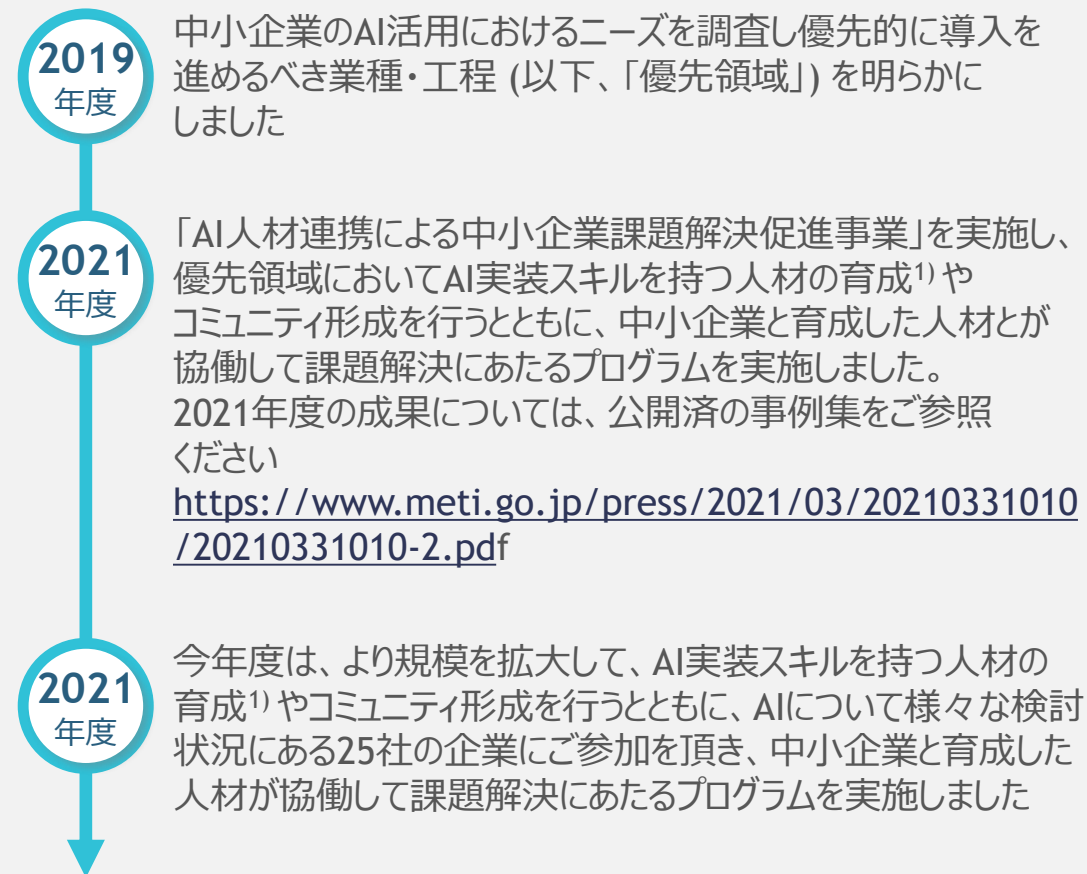 2019
年度
中小企業のAI活用におけるニーズを調査し優先的に導入を
進めるべき業種・工程 (以下、「優先領域」) を明らかに
しました
2021
年度
「AI人材連携による中小企業課題解決促進事業」を実施し、
優先領域においてAI実装スキルを持つ人材の育成1) や
コミュニティ形成を行うとともに、中小企業と育成した人材とが
協働して課題解決にあたるプログラムを実施しました。
2021年度の成果については、公開済の事例集をご参照
ください
https://www.meti.go.jp/press/2021/03/20210331010
/20210331010-2.pdf
2021
年度
今年度は、より規模を拡大して、AI実装スキルを持つ人材の
育成1) やコミュニティ形成を行うとともに、AIについて様々な検討
状況にある25社の企業にご参加を頂き、中小企業と育成した
人材が協働して課題解決にあたるプログラムを実施しました